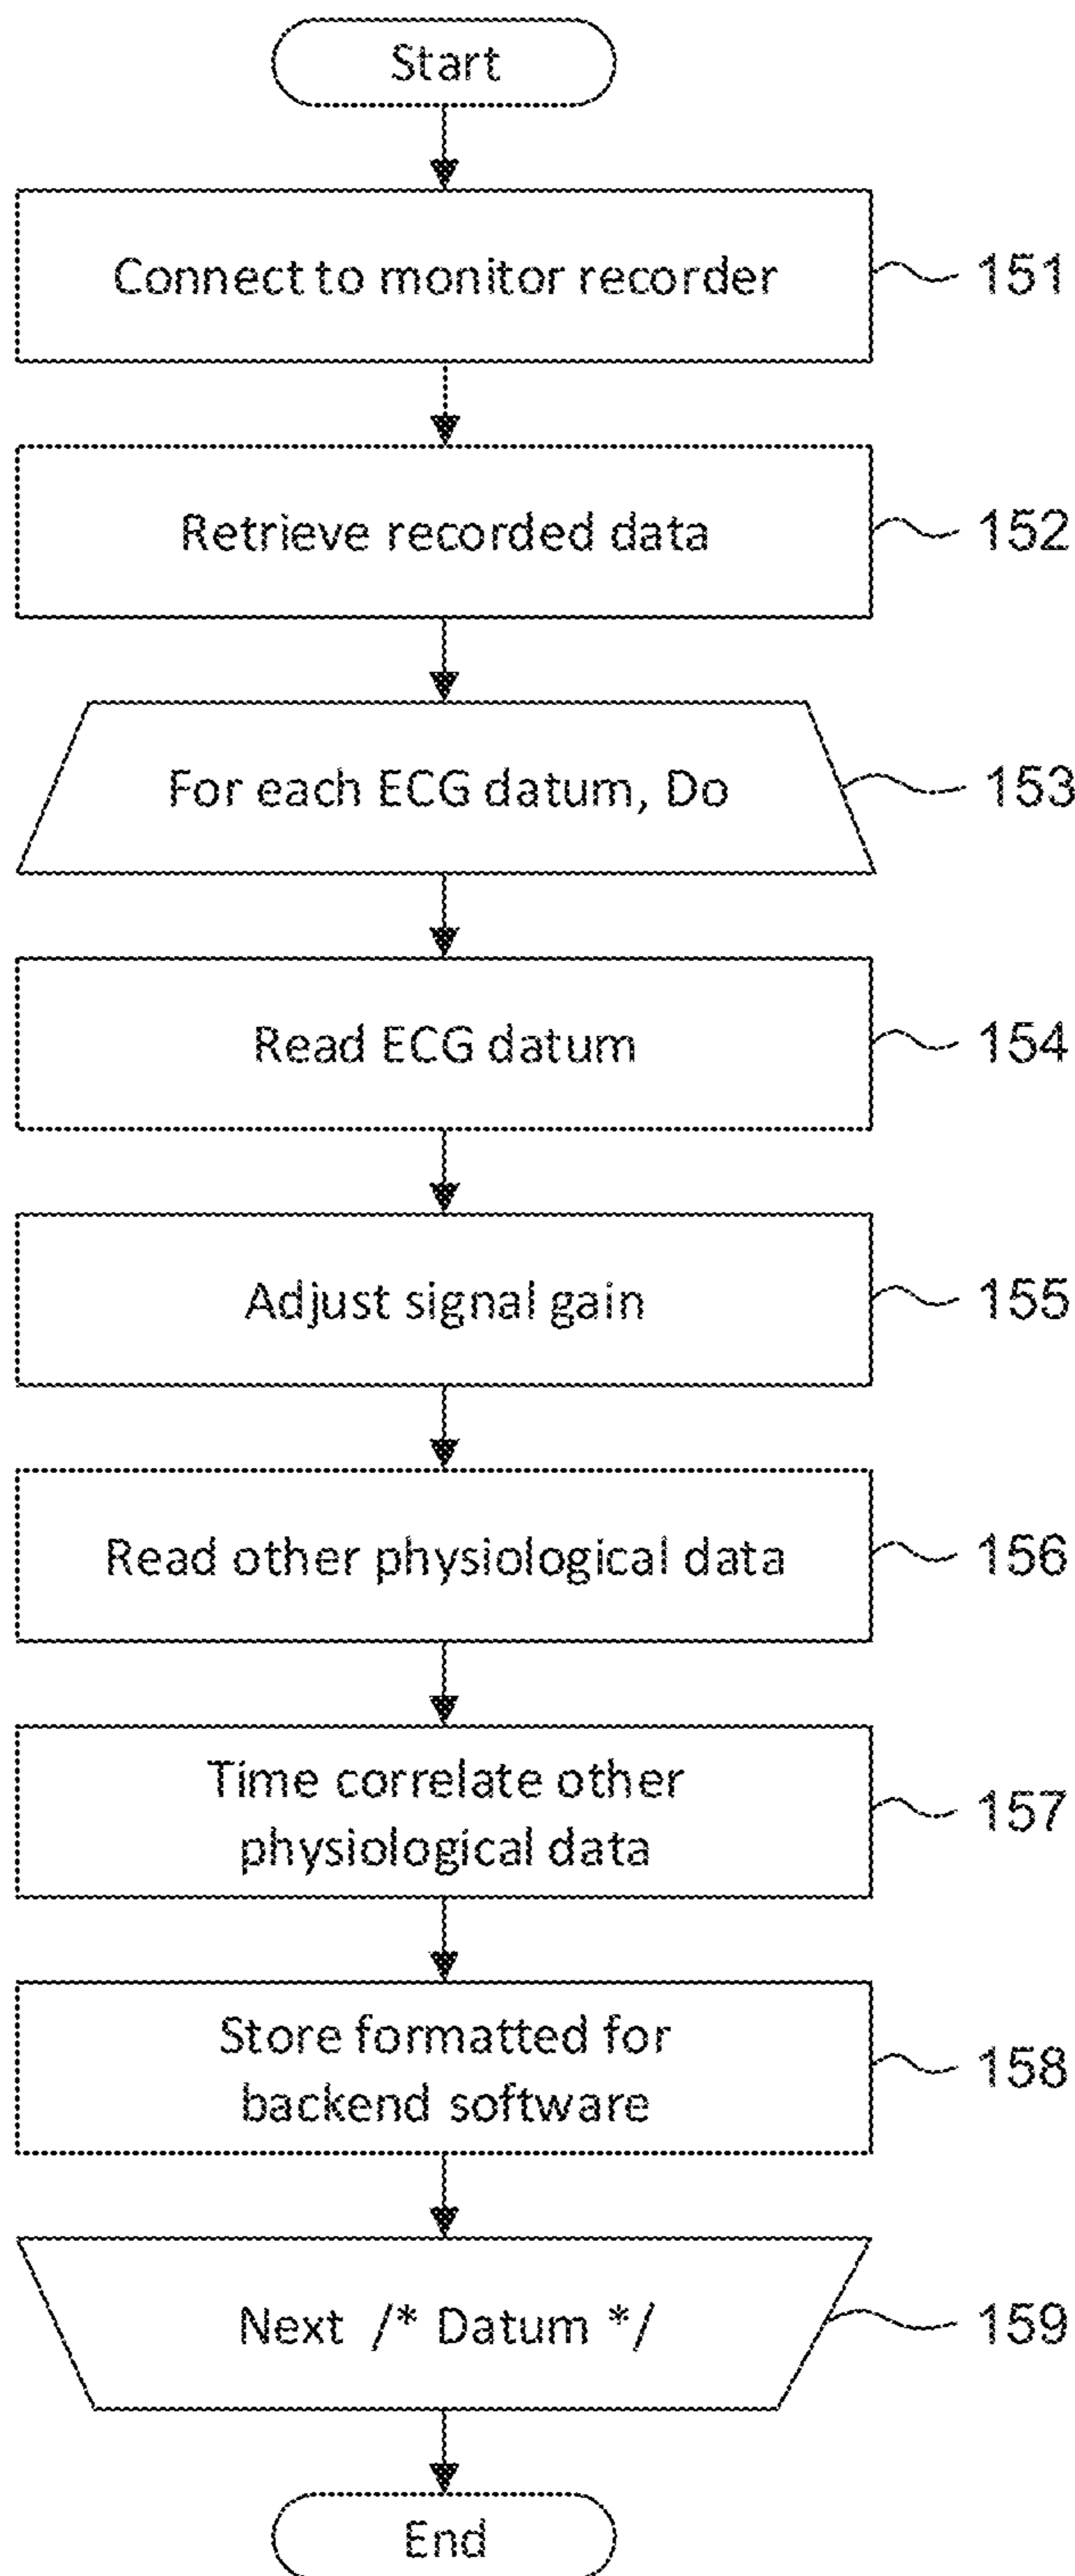 Start
Connect to monitor recorder
151
Retrieve recorded data
152
For each ECG datum, Do
153
Read ECG datum
154
Adjust signal gain
155
Read other physiological data
156
Time correlate other
physiological data
157
Store formatted for
backend software
158
Next /* Datum */
159
End